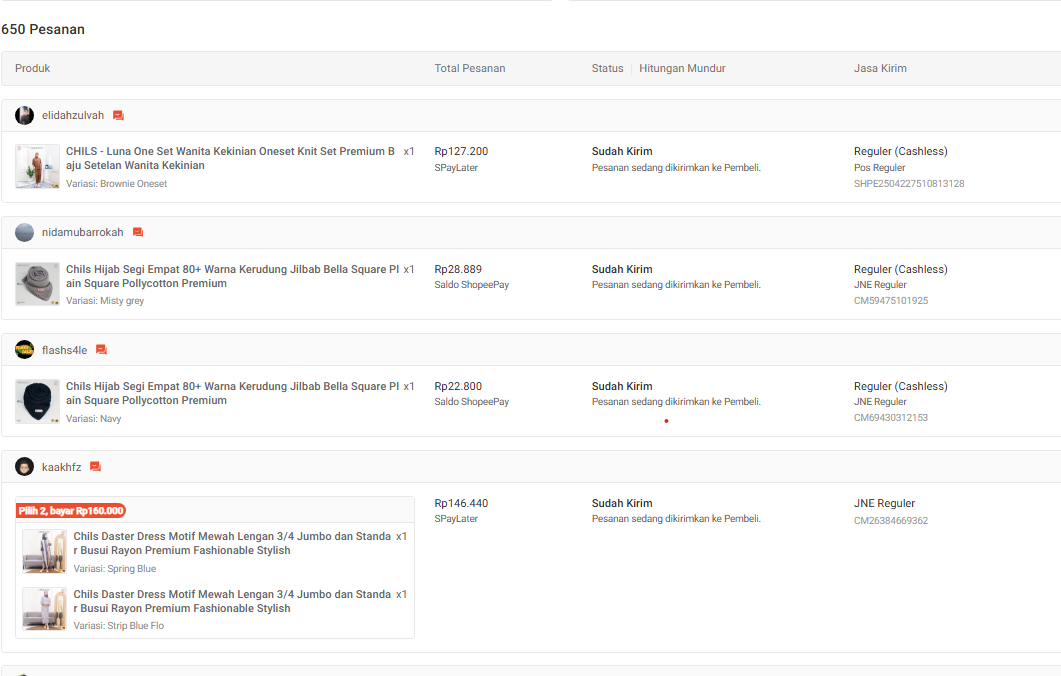 650 Pesanan
Produk Total Pesanan Status Hitungan Mundur Jasa Kirim
elidahzulvah
CHILS - Luna One Set Wanita Kekinian Oneset Knit Set Premium B x1 Rp127.200 Sudah Kirim Reguler (Cashless)
aju Setelan Wanita Kekinian SPayLater Pesanan sedang dikirimkan ke Pembeli. Pos Reguler
Variasi: Brownie Oneset SHPE2504227510813128
nidamubarrokah
Chils Hijab Segi Empat 80+ Warna Kerudung Jilbab Bella Square Pl x1 Rp28.889 Sudah Kirim Reguler (Cashless)
ain Square Pollycotton Premium Saldo ShopeePay Pesanan sedang dikirimkan ke Pembeli. JNE Reguler
Variasi: Misty grey CM59475101925
flashs4le
Chils Hijab Segi Empat 80+ Warna Kerudung Jilbab Bella Square Pl x1 Rp22.800 Sudah Kirim Reguler (Cashless)
ain Square Pollycotton Premium Saldo ShopeePay Pesanan sedang dikirimkan ke Pembeli. JNE Reguler
Variasi: Navy CM69430312153
kaakhfz
Pilih 2, bayar Rp160.000 Rp146.440 Sudah Kirim JNE Reguler
SPayLater Pesanan sedang dikirimkan ke Pembeli. CM26384669362
Chils Daster Dress Motif Mewah Lengan 3/4 Jumbo dan Standa x1
r Busui Rayon Premium Fashionable Stylish
Variasi: Spring Blue
Chils Daster Dress Motif Mewah Lengan 3/4 Jumbo dan Standa x1
r Busui Rayon Premium Fashionable Stylish
Variasi: Strip Blue Flo